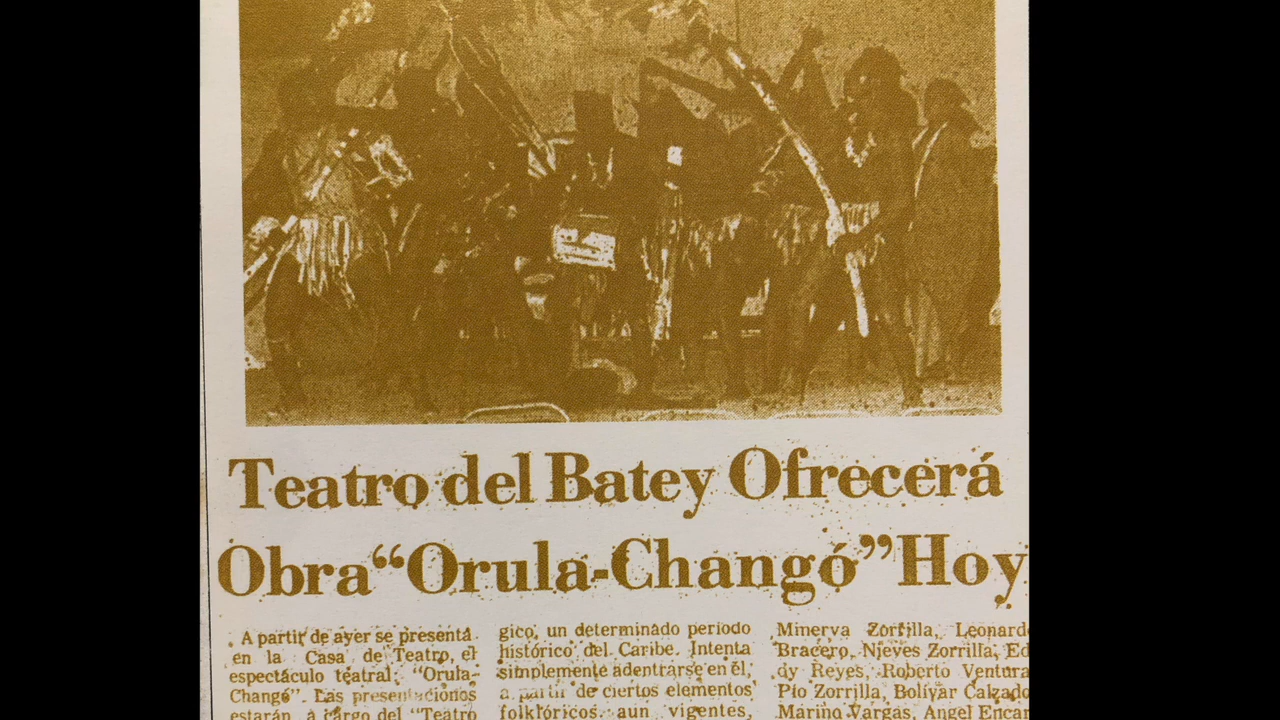 Teatro del Batey Ofrecerá
Obra “Orula-Changó” Hoy
A partir de ayer se presentá
en la Casa de Teatro, el
espectáculo teatral, “Orula-
Changó”. Las presentaciones
estarán a cargo del “Teatro
gico, un determinado período
histórico del Caribe. Intenta
simplemente adentrarse en él,
a partir de ciertos elementos
folklóricos aun vigentes,
Minerva Zorrilla, Leonard
Bracero, Nieves Zorrilla, Ed
dy Reyes, Roberto Ventura
Pío Zorrilla, Bolívar Calzado
Marino Vargas, Angel Encar